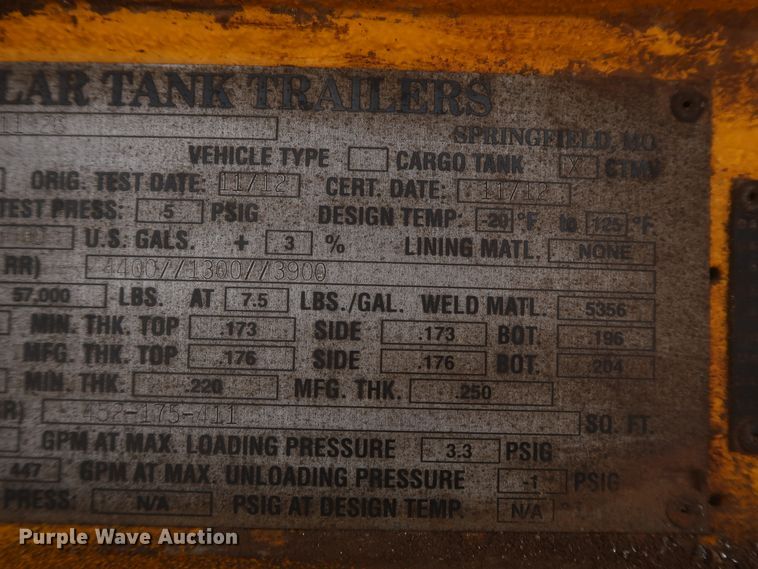 LAR TANK TRAILERS
SPRINGFIELD, MO.
VEHICLE TYPE CARGO TANK X CTMV
ORIG. TEST DATE: 11/12 CERT. DATE: 11/12
TEST PRESS: 5 PSIG DESIGN TEMP: -20 °F. to 125 °F.
U.S. GALS. + 3 % LINING MATL. NONE
RR) 4400//1300//3900
57,000 LBS. AT 7.5 LBS./GAL. WELD MATL. 5356
MIN. THK. TOP .173 SIDE .173 BOT. .196
MFG. THK. TOP .176 SIDE .176 BOT. .204
MIN. THK. .220 MFG. THK. .250
RR) 452-175-411 SQ. FT.
GPM AT MAX. LOADING PRESSURE 3.3 PSIG
447 GPM AT MAX. UNLOADING PRESSURE -1 PSIG
PRESS: N/A PSIG AT DESIGN TEMP. N/A °
Purple Wave Auction